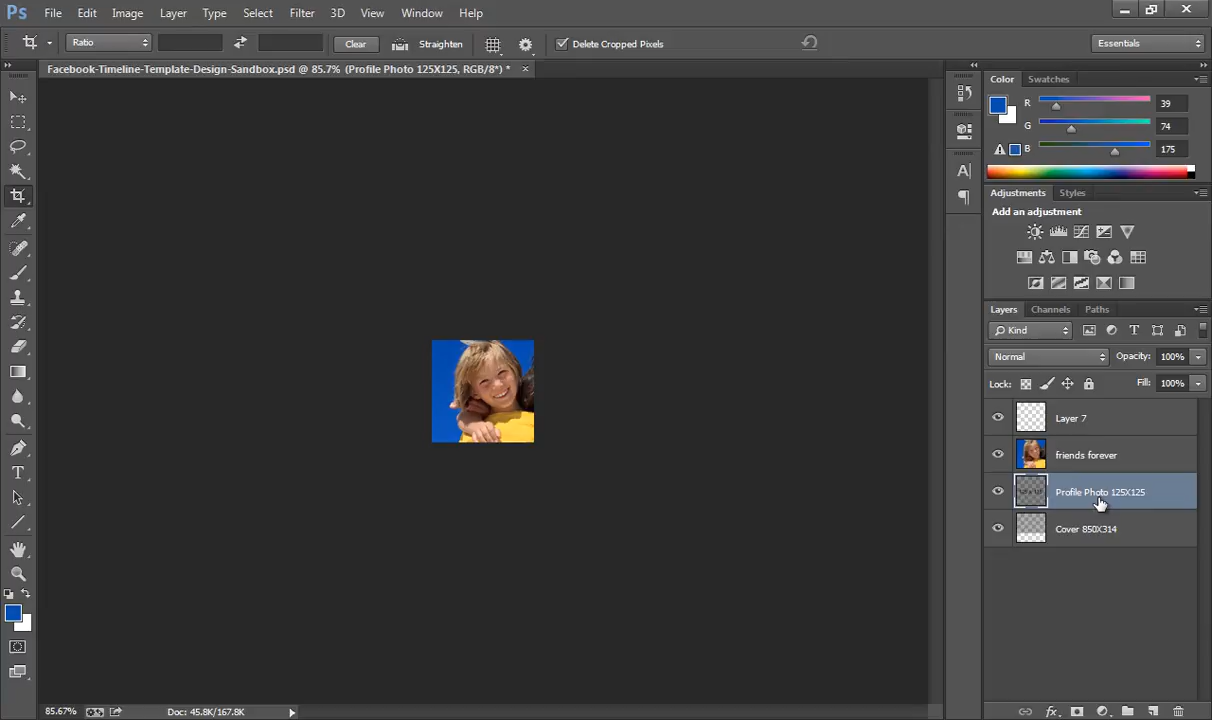 Ps File Edit Image Layer Type Select Filter 3D View Window Help
Ratio Clear Straighten Delete Cropped Pixels Essentials
Facebook-Timeline-Template-Design-Sandbox.psd @ 85.7% (Profile Photo 125X125, RGB/8*) *
Color Swatches
R 39
G 74
B 175
Adjustments Styles
Add an adjustment
Layers Channels Paths
Kind
Normal Opacity: 100%
Lock: Fill: 100%
Layer 7
friends forever
Profile Photo 125X125
Cover 850X314
85.67% Doc: 45.8K/167.8K